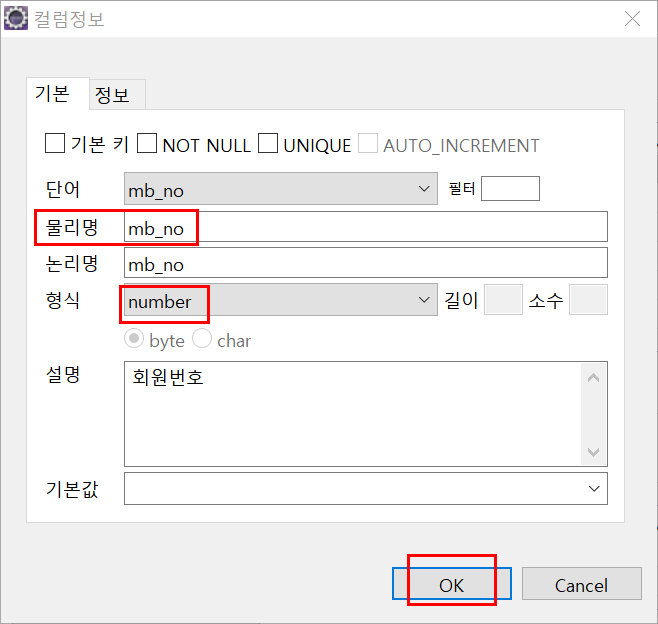 컬럼정보
기본 정보
기본 키 NOT NULL UNIQUE AUTO_INCREMENT
단어 mb_no 필터
물리명 mb_no
논리명 mb_no
형식 number 길이 소수
byte char
설명 회원번호
기본값
OK Cancel